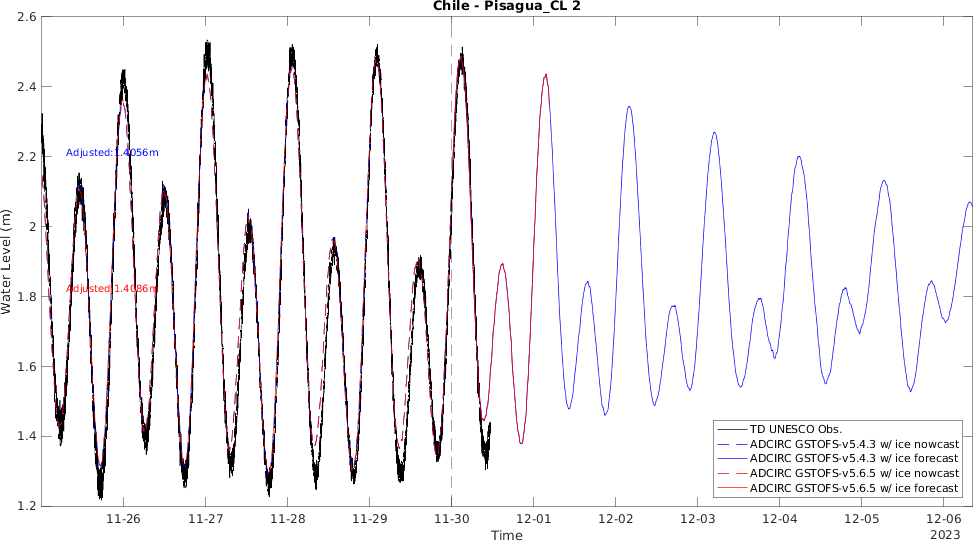 Chile - Pisagua_CL 2
2.6
2.4
2.2
2
1.8
1.6
1.4
1.2
Water Level (m)
Adjusted:1.4056m
Adjusted:1.4086m
TD UNESCO Obs.
ADCIRC GSTOFS-v5.4.3 w/ ice nowcast
ADCIRC GSTOFS-v5.4.3 w/ ice forecast
ADCIRC GSTOFS-v5.6.5 w/ ice nowcast
ADCIRC GSTOFS-v5.6.5 w/ ice forecast
11-26 11-27 11-28 11-29 11-30 12-01 12-02 12-03 12-04 12-05 12-06
Time
2023